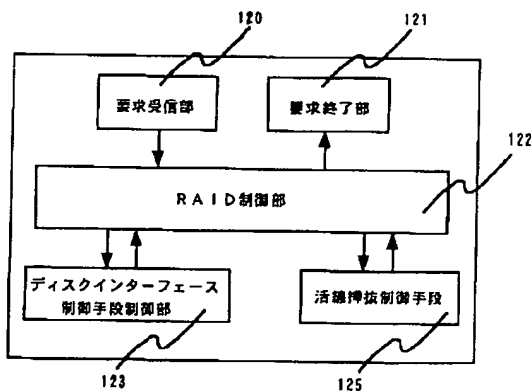 120
121
要求受信部
要求終了部
122
RAID制御部
ディスクインターフェース
制御手段制御部
活線挿抜制御手段
123
125